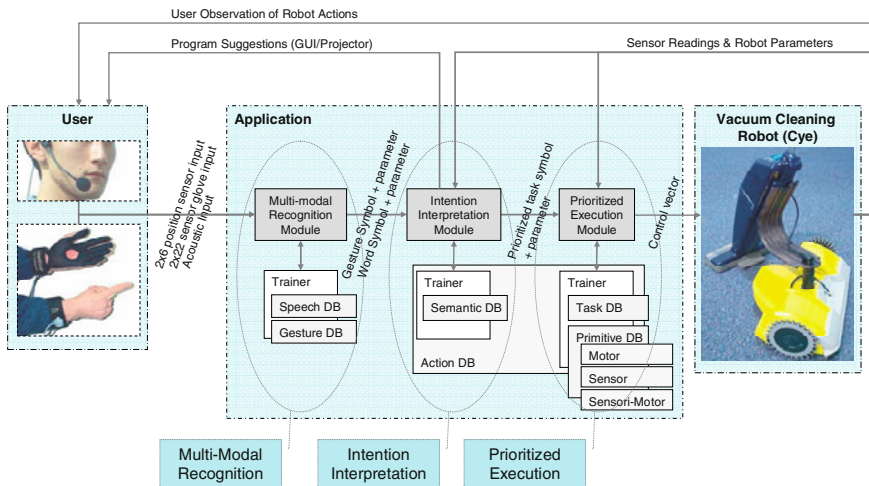 User Observation of Robot Actions
Program Suggestions (GUI/Projector)
Sensor Readings & Robot Parameters
User
Application
Vacuum Cleaning
Robot (Cye)
2x6 position sensor input
2x22 sensor glove input
Acoustic Input
Multi-modal
Recognition
Module
Gesture Symbol + parameter
Word Symbol + parameter
Intention
Interpretation
Module
Prioritized task symbol
+ parameter
Prioritized
Execution
Module
Control vector
Trainer
Speech DB
Gesture DB
Trainer
Semantic DB
Action DB
Trainer
Task DB
Primitive DB
Motor
Sensor
Sensori-Motor
Multi-Modal
Recognition
Intention
Interpretation
Prioritized
Execution